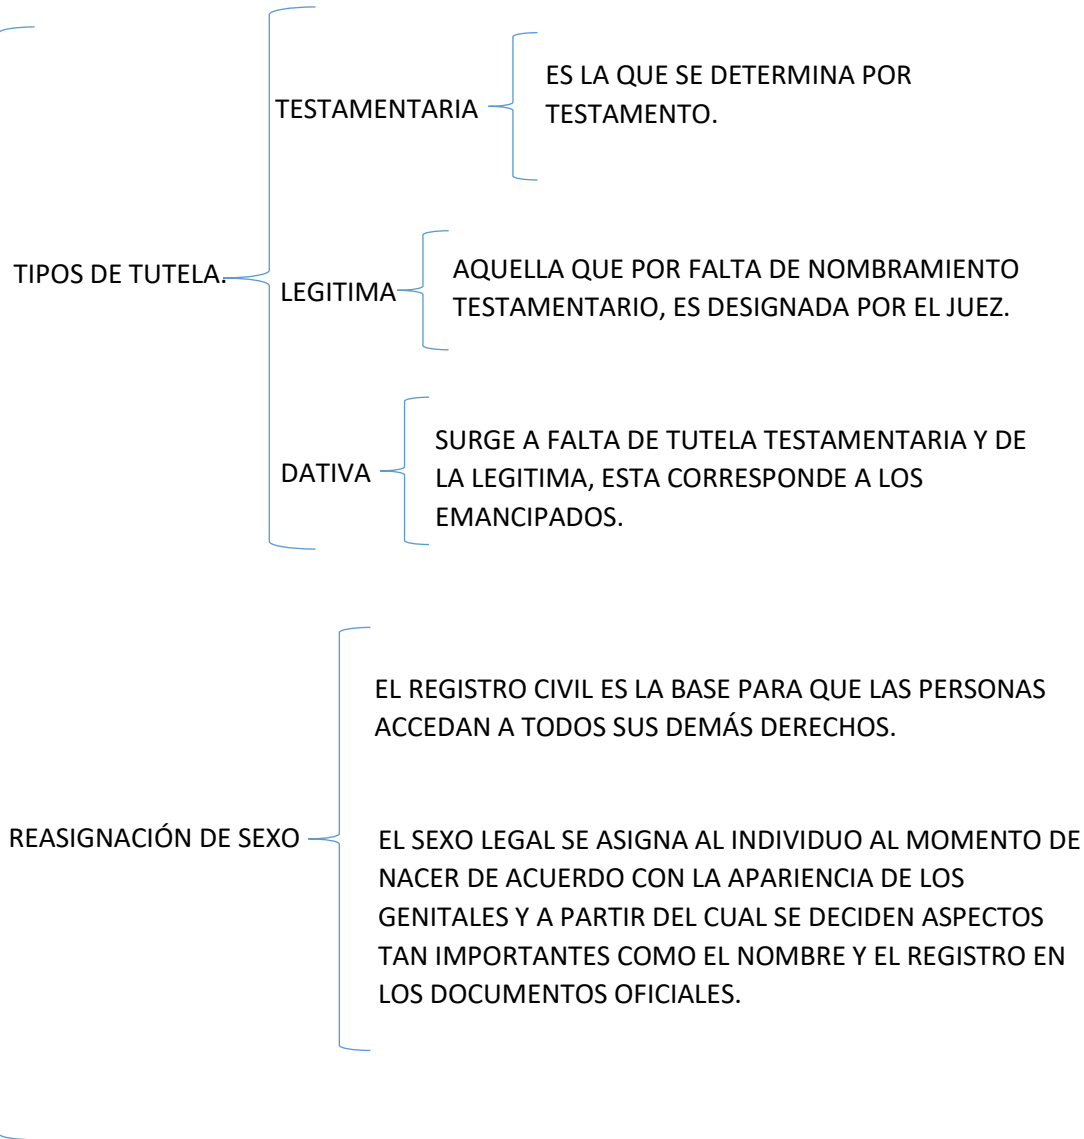 TIPOS DE TUTELA.
TESTAMENTARIA
ES LA QUE SE DETERMINA POR
TESTAMENTO.
LEGITIMA
AQUELLA QUE POR FALTA DE NOMBRAMIENTO
TESTAMENTARIO, ES DESIGNADA POR EL JUEZ.
DATIVA
SURGE A FALTA DE TUTELA TESTAMENTARIA Y DE
LA LEGITIMA, ESTA CORRESPONDE A LOS
EMANCIPADOS.
REASIGNACIÓN DE SEXO
EL REGISTRO CIVIL ES LA BASE PARA QUE LAS PERSONAS
ACCEDAN A TODOS SUS DEMÁS DERECHOS.
EL SEXO LEGAL SE ASIGNA AL INDIVIDUO AL MOMENTO DE
NACER DE ACUERDO CON LA APARIENCIA DE LOS
GENITALES Y A PARTIR DEL CUAL SE DECIDEN ASPECTOS
TAN IMPORTANTES COMO EL NOMBRE Y EL REGISTRO EN
LOS DOCUMENTOS OFICIALES.